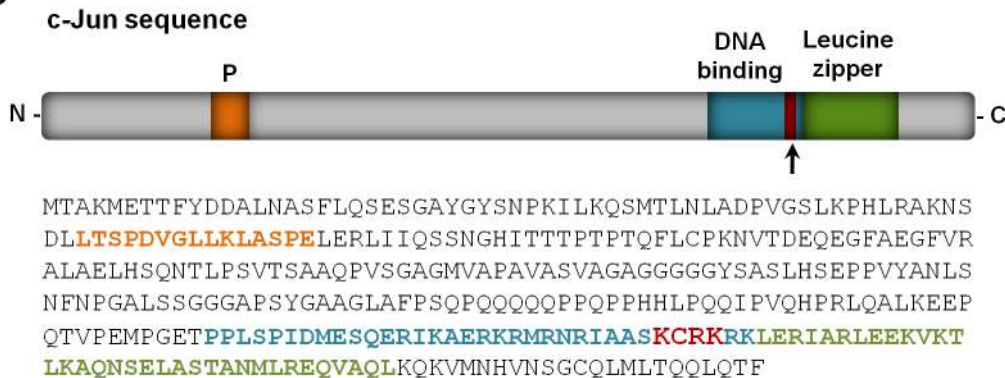 c-Jun sequence
DNA binding
Leucine zipper
P
N -
- C
MTAKMETTFYDDALNASFLQSESGAYGYSNPKILKQSMTLNLADPVGSLKPHLRAKNS
DLLTSPDVGLLKLASPELERLIIQSSNGHITTTPTPTQFLCPKNVTDEQEGFAEGFVR
ALAELHSQNTLPSVTSAAQPVSGAGMVAPAVASVAGAGGGGGYSASLHSEPPVYANLS
NFNPGALSSGGGAPSYGAAGLAFPSQPQQQQQPPQPPHHLPQQIPVQHPRLQALKEEP
QTVPEMPGETPPLSPIDMESQERIKAERKRMRNRIAASKCRKRKLERIARLEEKVKT
LKAQNSELASTANMLREQVAQLKQKVMNHVNSGCQLMLTQQLQTF